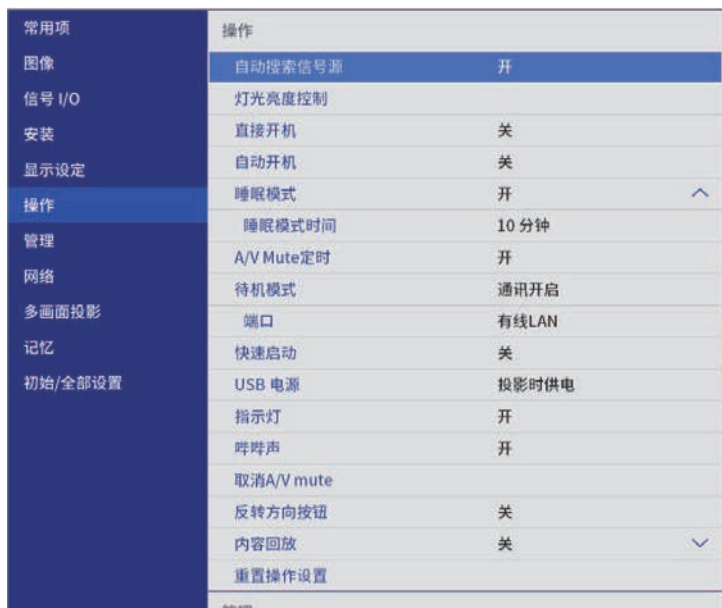 常用项
图像
信号 I/O
安装
显示设定
操作
管理
网络
多画面投影
记忆
初始/全部设置
操作
自动搜索信号源 开
灯光亮度控制
直接开机 关
自动开机 关
睡眠模式 开
睡眠模式时间 10 分钟
A/V Mute定时 开
待机模式 通讯开启
端口 有线LAN
快速启动 关
USB 电源 投影时供电
指示灯 开
哔哔声 开
取消A/V mute
反转方向按钮 关
内容回放 关
重置操作设置